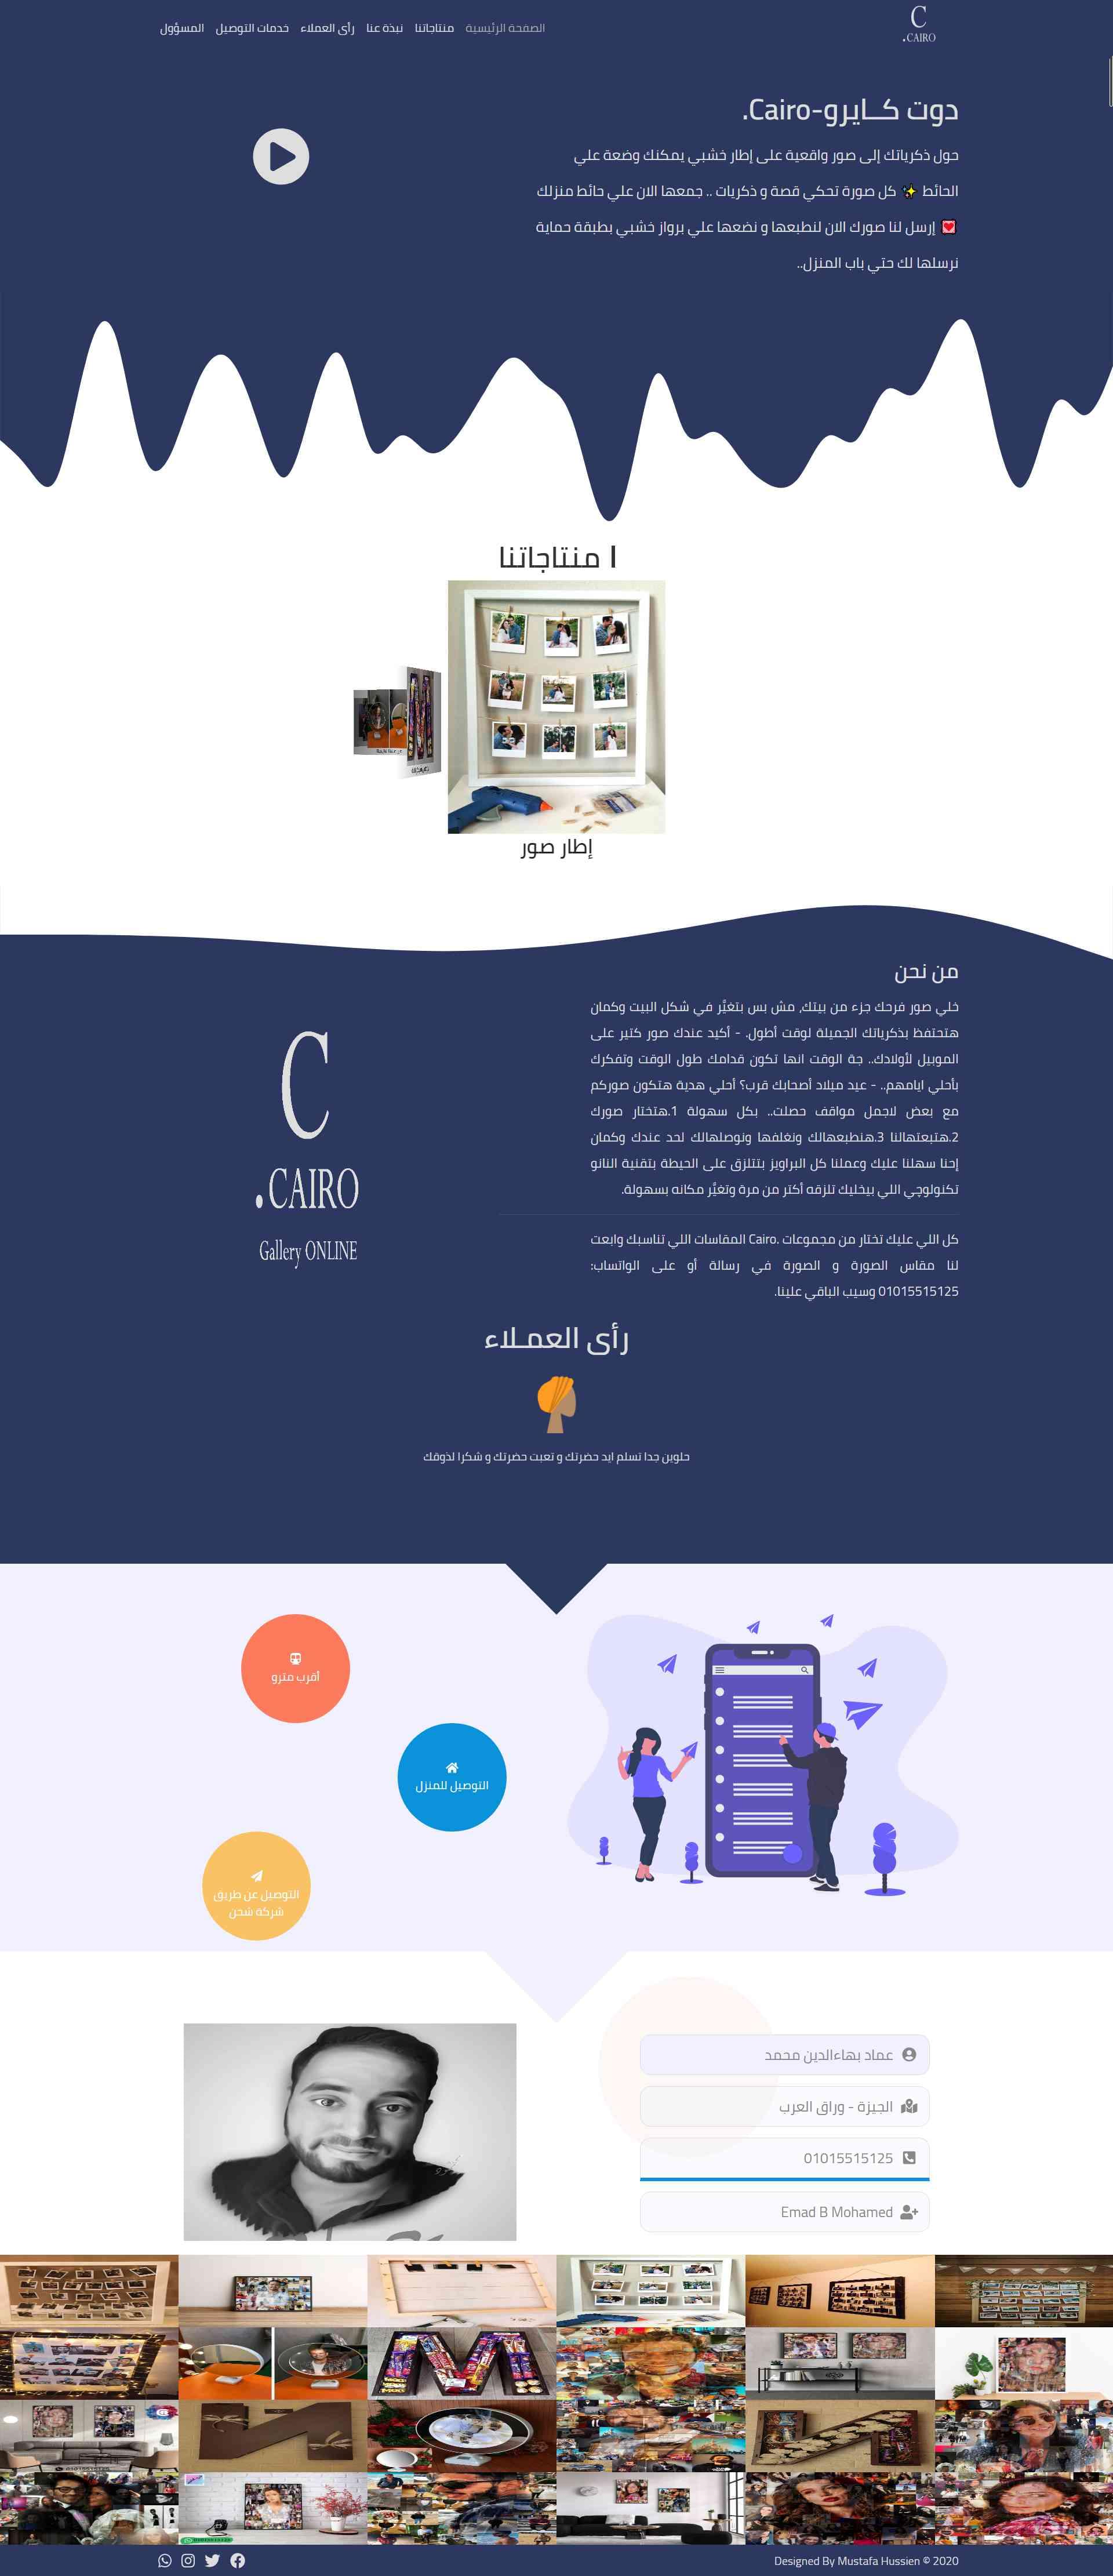 C
.CAIRO
الصفحة الرئيسية
منتاجاتنا
نبذة عنا
رأى العملاء
خدمات التوصيل
المسؤول
دوت كــايرو-Cairo.
حول ذكرياتك إلى صور واقعية على إطار خشبي يمكنك وضعة علي
الحائط ✨ كل صورة تحكي قصة و ذكريات .. جمعها الان علي حائط منزلك
💟 إرسل لنا صورك الان لنطبعها و نضعها علي برواز خشبي بطبقة حماية
نرسلها لك حتي باب المنزل..
| منتاجاتنا
إطار صور
من نحن
خلي صور فرحك جزء من بيتك, مش بس بتغيَّر في شكل البيت وكمان
هتحتفظ بذكرياتك الجميلة لوقت أطول. - أكيد عندك صور كتير على
الموبيل لأولادك.. جة الوقت انها تكون قدامك طول الوقت وتفكرك
بأحلي ايامهم.. - عيد ميلاد أصحابك قرب؟ أحلي هدية هتكون صوركم
مع بعض لاجمل مواقف حصلت.. بكل سهولة 1.هتختار صورك
2.هتبعتهالنا 3.هنطبعهالك ونغلفها ونوصلهالك لحد عندك وكمان
إحنا سهلنا عليك وعملنا كل البراويز بتتلزق على الحيطة بتقنية النانو
تكنولوچي اللي بيخليك تلزقه أكتر من مرة وتغيَّر مكانه بسهولة.
كل اللي عليك تختار من مجموعات .Cairo المقاسات اللي تناسبك وابعت
لنا مقاس الصورة و الصورة في رسالة أو على الواتساب:
01015515125 وسيب الباقي علينا.
C
.CAIRO
Gallery ONLINE
رأى العمـلاء
حلوين جدا تسلم ايد حضرتك و تعبت حضرتك و شكرا لذوقك
أقرب مترو
التوصيل للمنزل
التوصيل عن طريق
شركة شحن
عماد بهاءالدين محمد
الجيزة - وراق العرب
01015515125
Emad B Mohamed
Designed By Mustafa Hussien © 2020